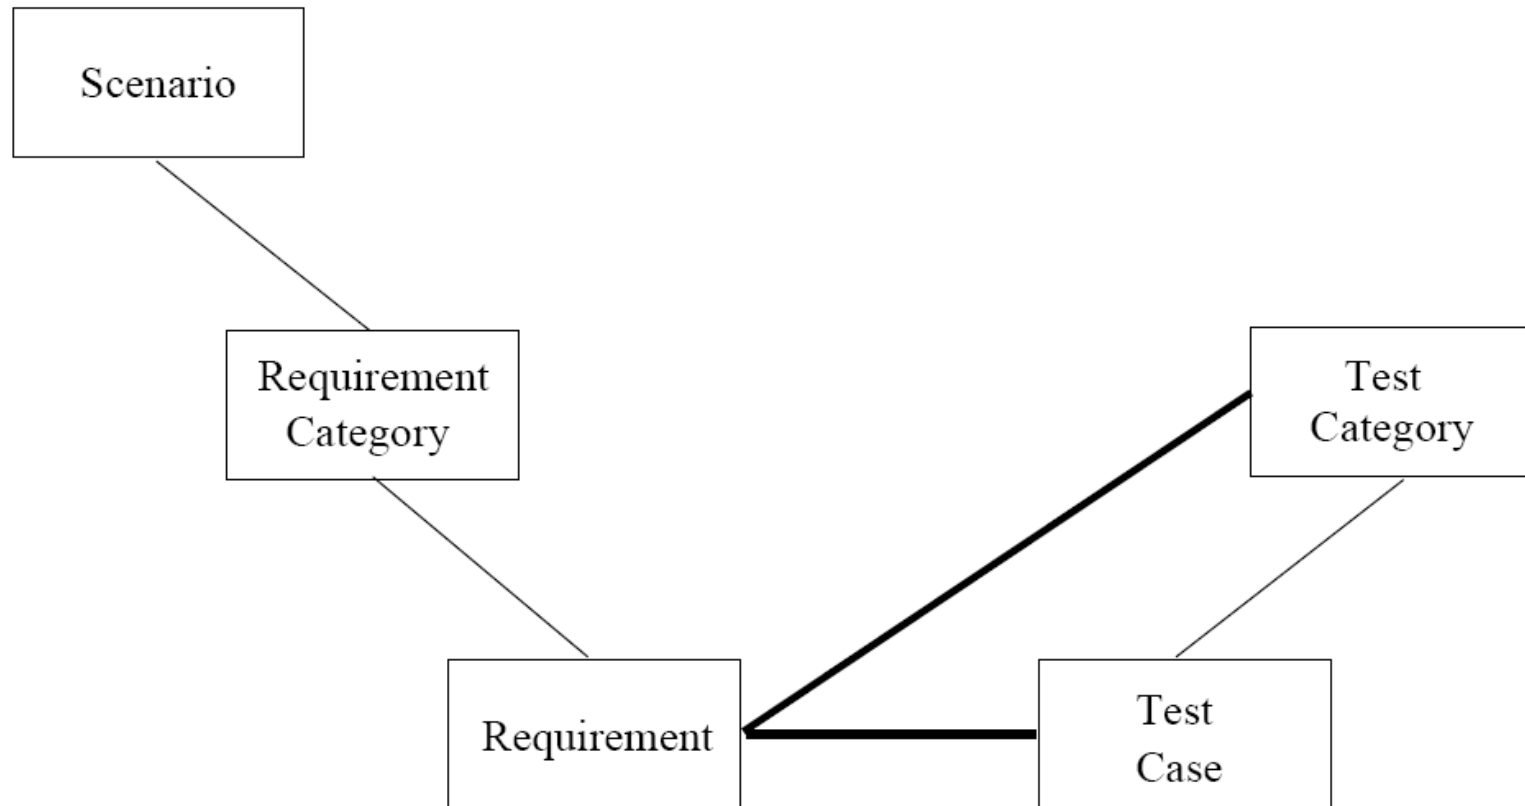 Scenario
Requirement
Category
Test
Category
Requirement
Test
Case